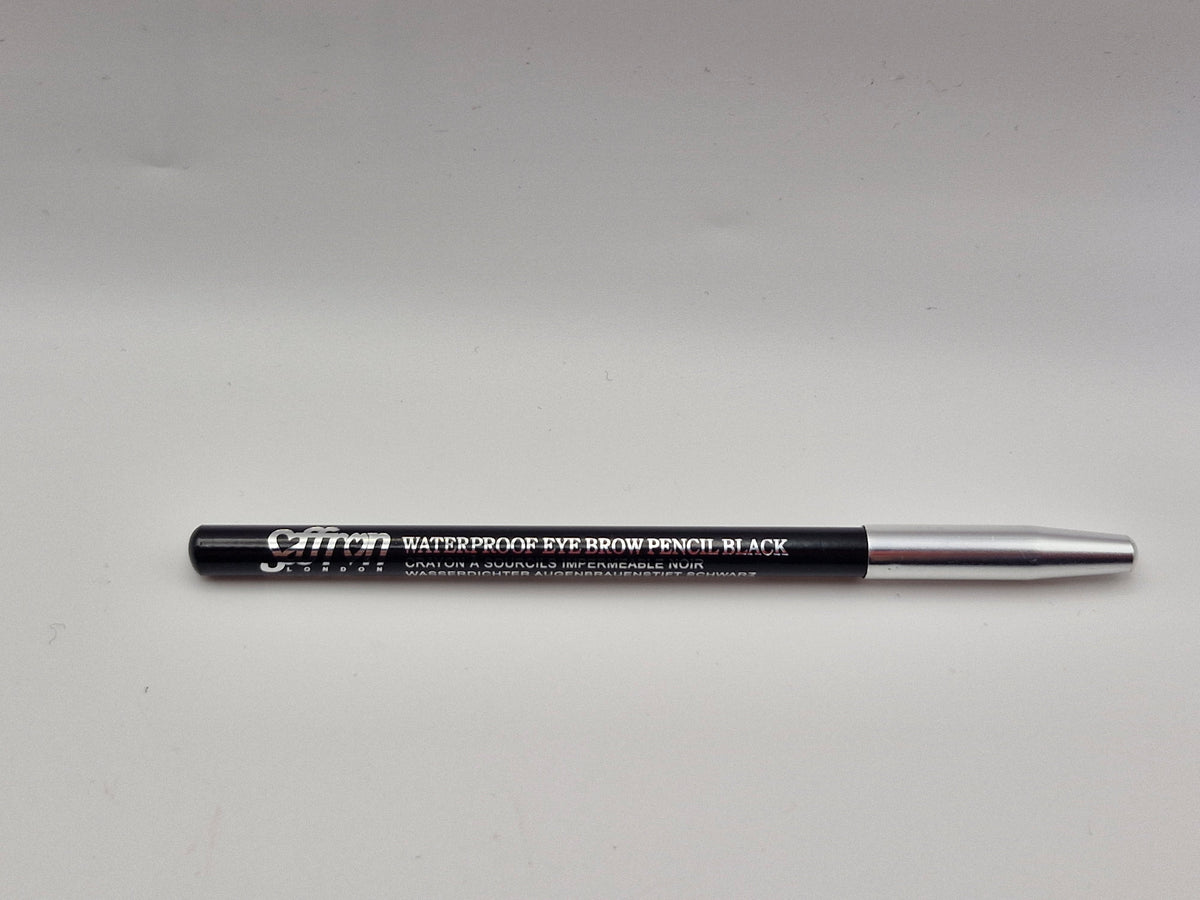 Saffron
LONDON
WATERPROOF EYE BROW PENCIL BLACK
CRAYON A SOURCILS IMPERMEABLE NOIR
WASSERDICHTER AUGENBRAUENSTIFT SCHWARZ